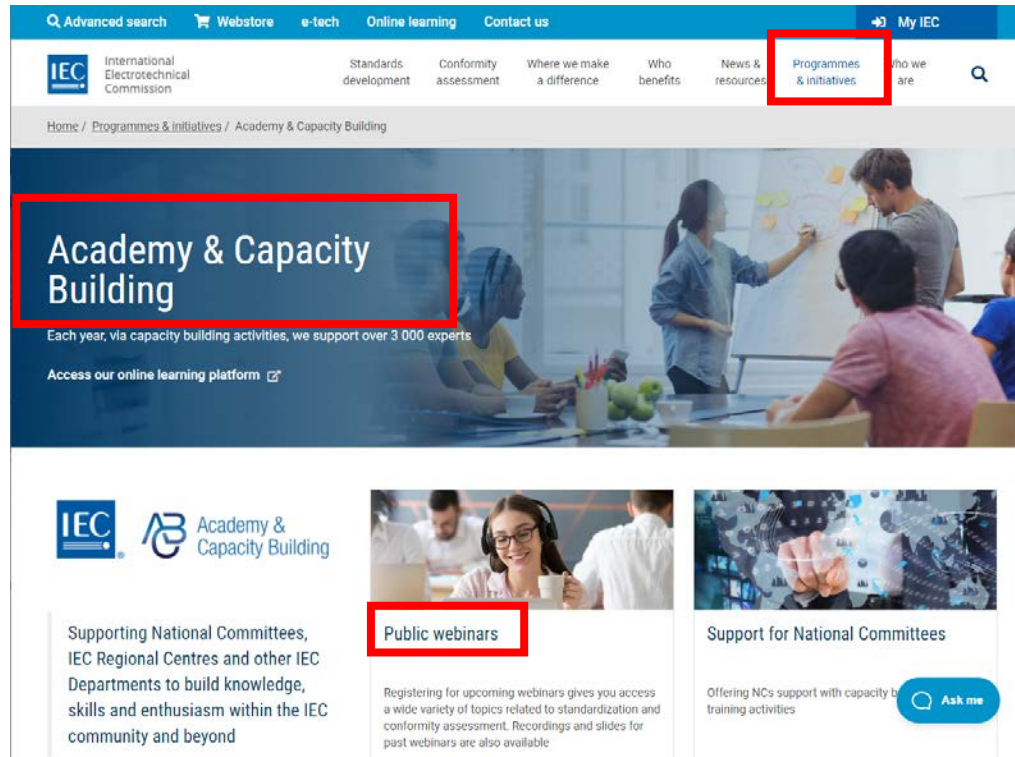 Advanced search Webstore e-tech Online learning Contact us My IEC
IEC
International
Electrotechnical
Commission
Standards
development
Conformity
assessment
Where we make
a difference
Who
benefits
News &
resources
Programmes
& initiatives
Who we
are
Home / Programmes & initiatives / Academy & Capacity Building
Academy & Capacity
Building
Each year, via capacity building activities, we support over 3 000 experts
Access our online learning platform
IEC
Academy &
Capacity Building
Supporting National Committees,
IEC Regional Centres and other IEC
Departments to build knowledge,
skills and enthusiasm within the IEC
community and beyond
Public webinars
Registering for upcoming webinars gives you access
a wide variety of topics related to standardization and
conformity assessment. Recordings and slides for
past webinars are also available
Support for National Committees
Offering NCs support with capacity
training activities
Ask me